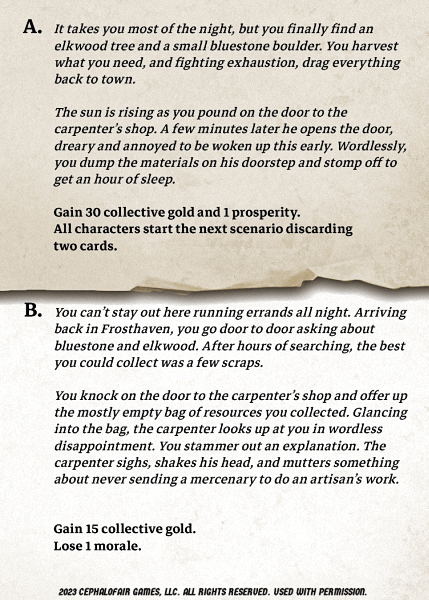 A. It takes you most of the night, but you finally find an
elkwood tree and a small bluestone boulder. You harvest
what you need, and fighting exhaustion, drag everything
back to town.
The sun is rising as you pound on the door to the
carpenter's shop. A few minutes later he opens the door,
dreary and annoyed to be woken up this early. Wordlessly,
you dump the materials on his doorstep and stomp off to
get an hour of sleep.
Gain 30 collective gold and 1 prosperity.
All characters start the next scenario discarding
two cards.
B. You can't stay out here running errands all night. Arriving
back in Frosthaven, you go door to door asking about
bluestone and elkwood. After hours of searching, the best
you could collect was a few scraps.
You knock on the door to the carpenter's shop and offer up
the mostly empty bag of resources you collected. Glancing
into the bag, the carpenter looks up at you in wordless
disappointment. You stammer out an explanation. The
carpenter sighs, shakes his head, and mutters something
about never sending a mercenary to do an artisan's work.
Gain 15 collective gold.
Lose 1 morale.
2023 CEPHALOFAIR GAMES, LLC. ALL RIGHTS RESERVED. USED WITH PERMISSION.